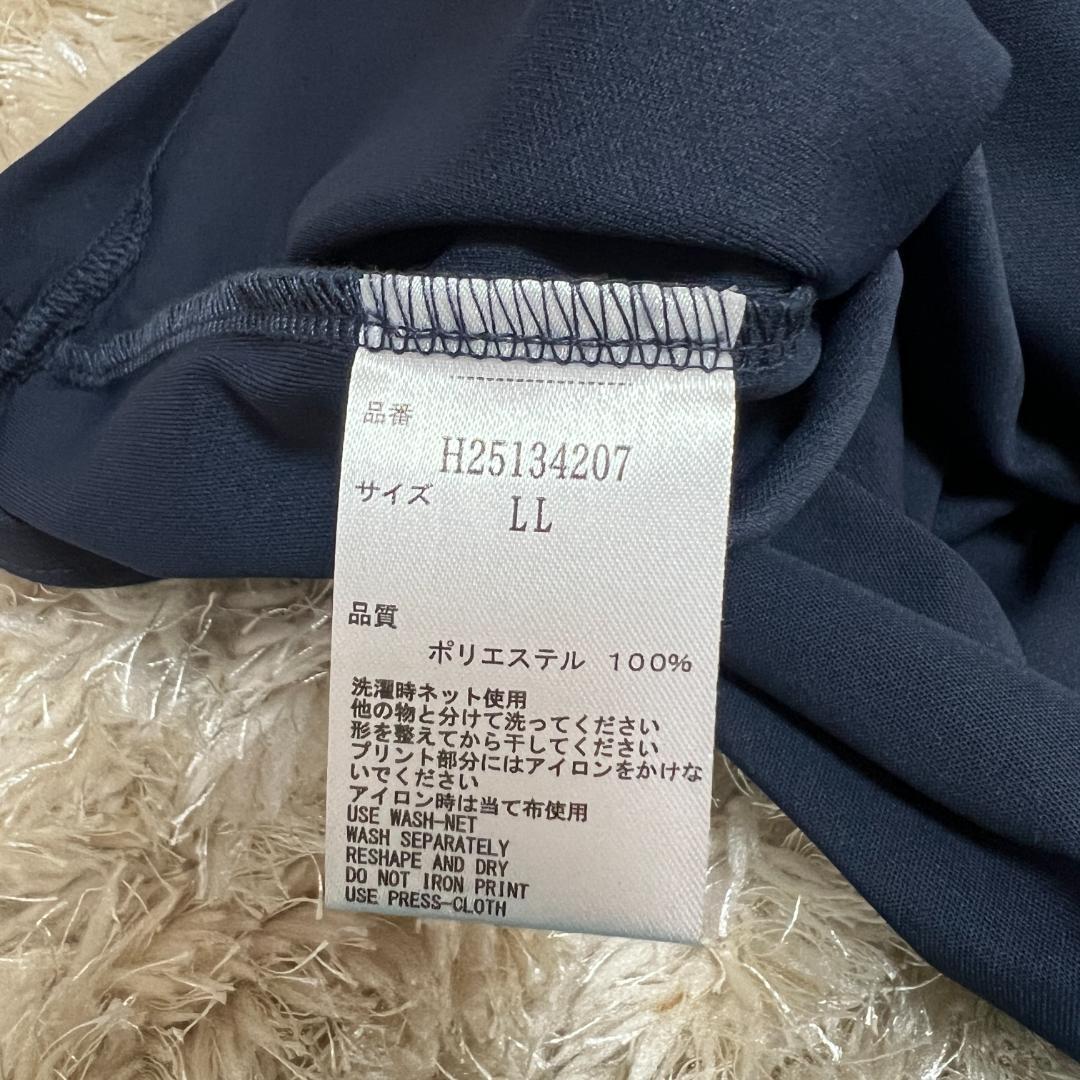 品番
H25134207
サイズ
LL
品質
ポリエステル 100%
洗濯時ネット使用
他の物と分けて洗ってください
形を整えてから干してください
プリント部分にはアイロンをかけな
いでください
アイロン時は当て布使用
USE WASH-NET
WASH SEPARATELY
RESHAPE AND DRY
DO NOT IRON PRINT
USE PRESS-CLOTH